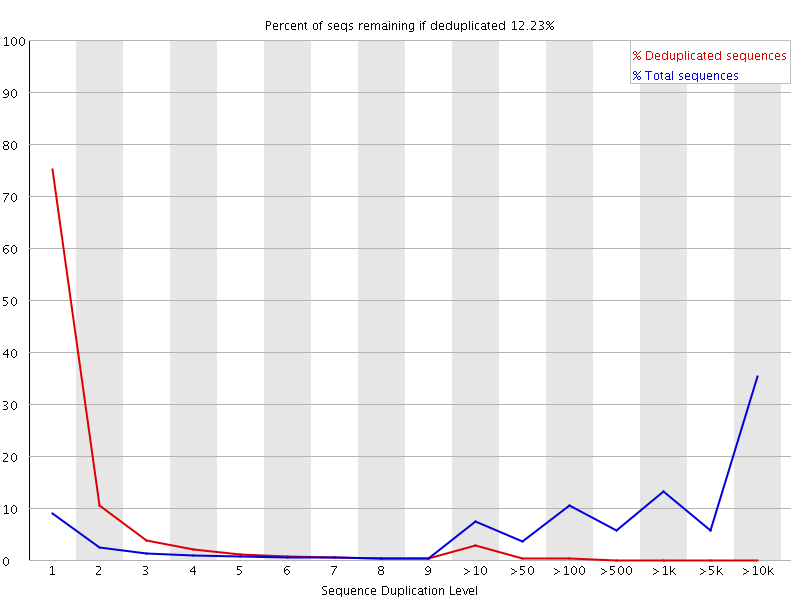 Percent of seqs remaining if deduplicated 12.23%
% Deduplicated sequences
% Total sequences
100
90
80
70
60
50
40
30
20
10
0
1 2 3 4 5 6 7 8 9 >10 >50 >100 >500 >1k >5k >10k
Sequence Duplication Level